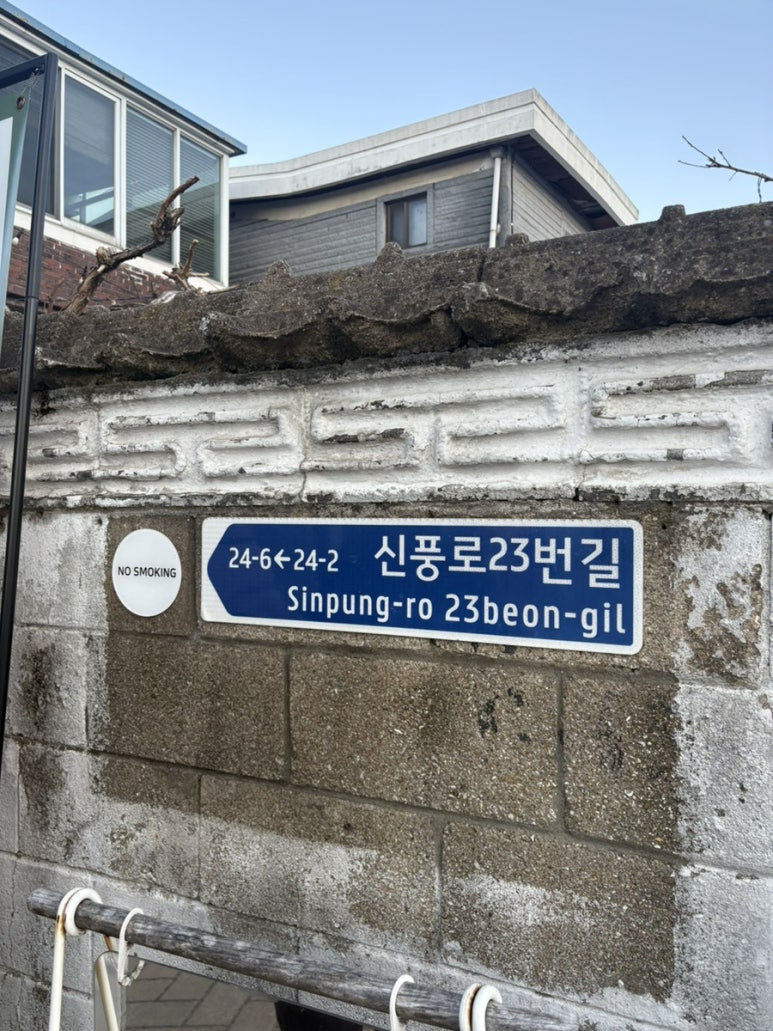 NO SMOKING
24-6←24-2 신풍로23번길
Sinpung-ro 23beon-gil